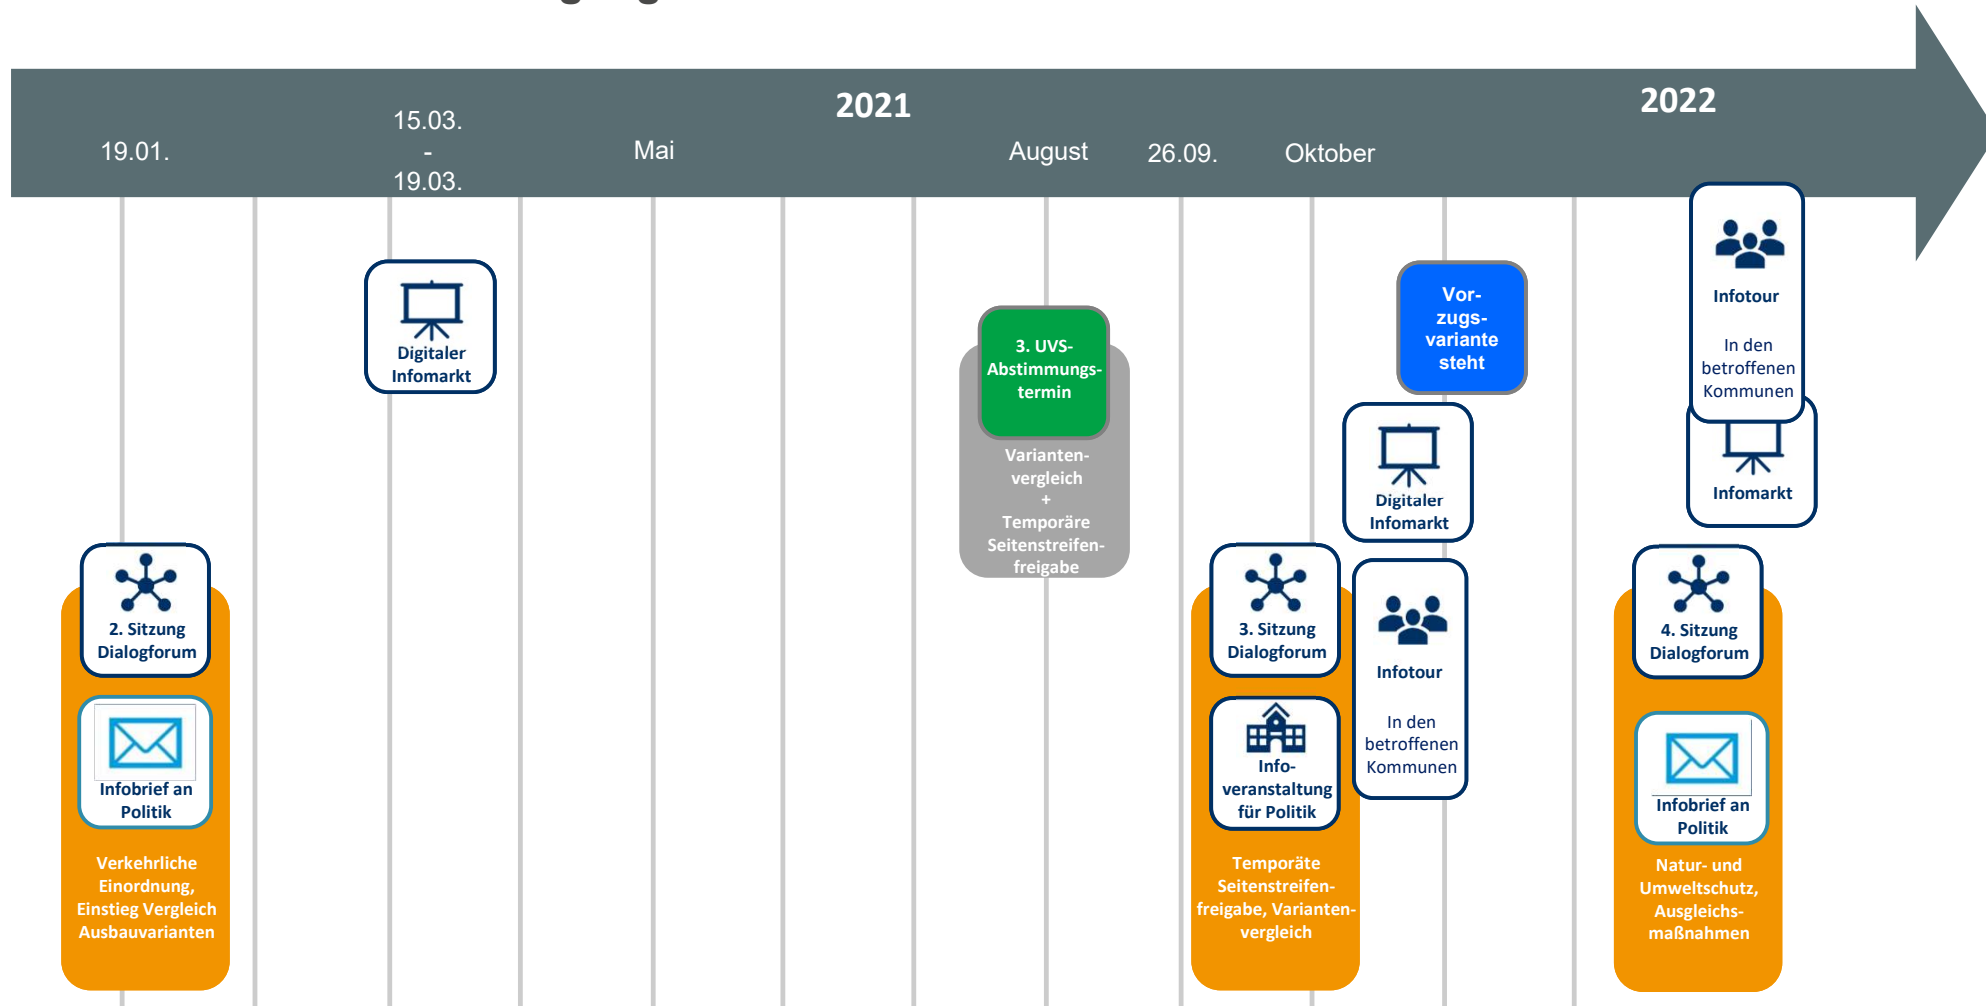 2021
2022
19.01.
15.03.
-
19.03.
Mai
August
26.09.
Oktober
Digitaler
Infomarkt
3. UVS-
Abstimmungs-
termin
Varianten-
vergleich
+
Temporäre
Seitenstreifen-
freigabe
Vor-
zugs-
variante
steht
Digitaler
Infomarkt
Infotour
In den
betroffenen
Kommunen
Infomarkt
2. Sitzung
Dialogforum
Infobrief an
Politik
Verkehrliche
Einordnung,
Einstieg Vergleich
Ausbauvarianten
3. Sitzung
Dialogforum
Info-
veranstaltung
für Politik
Temporäte
Seitenstreifen-
freigabe, Varianten-
vergleich
Infotour
In den
betroffenen
Kommunen
4. Sitzung
Dialogforum
Infobrief an
Politik
Natur- und
Umweltschutz,
Ausgleichs-
maßnahmen